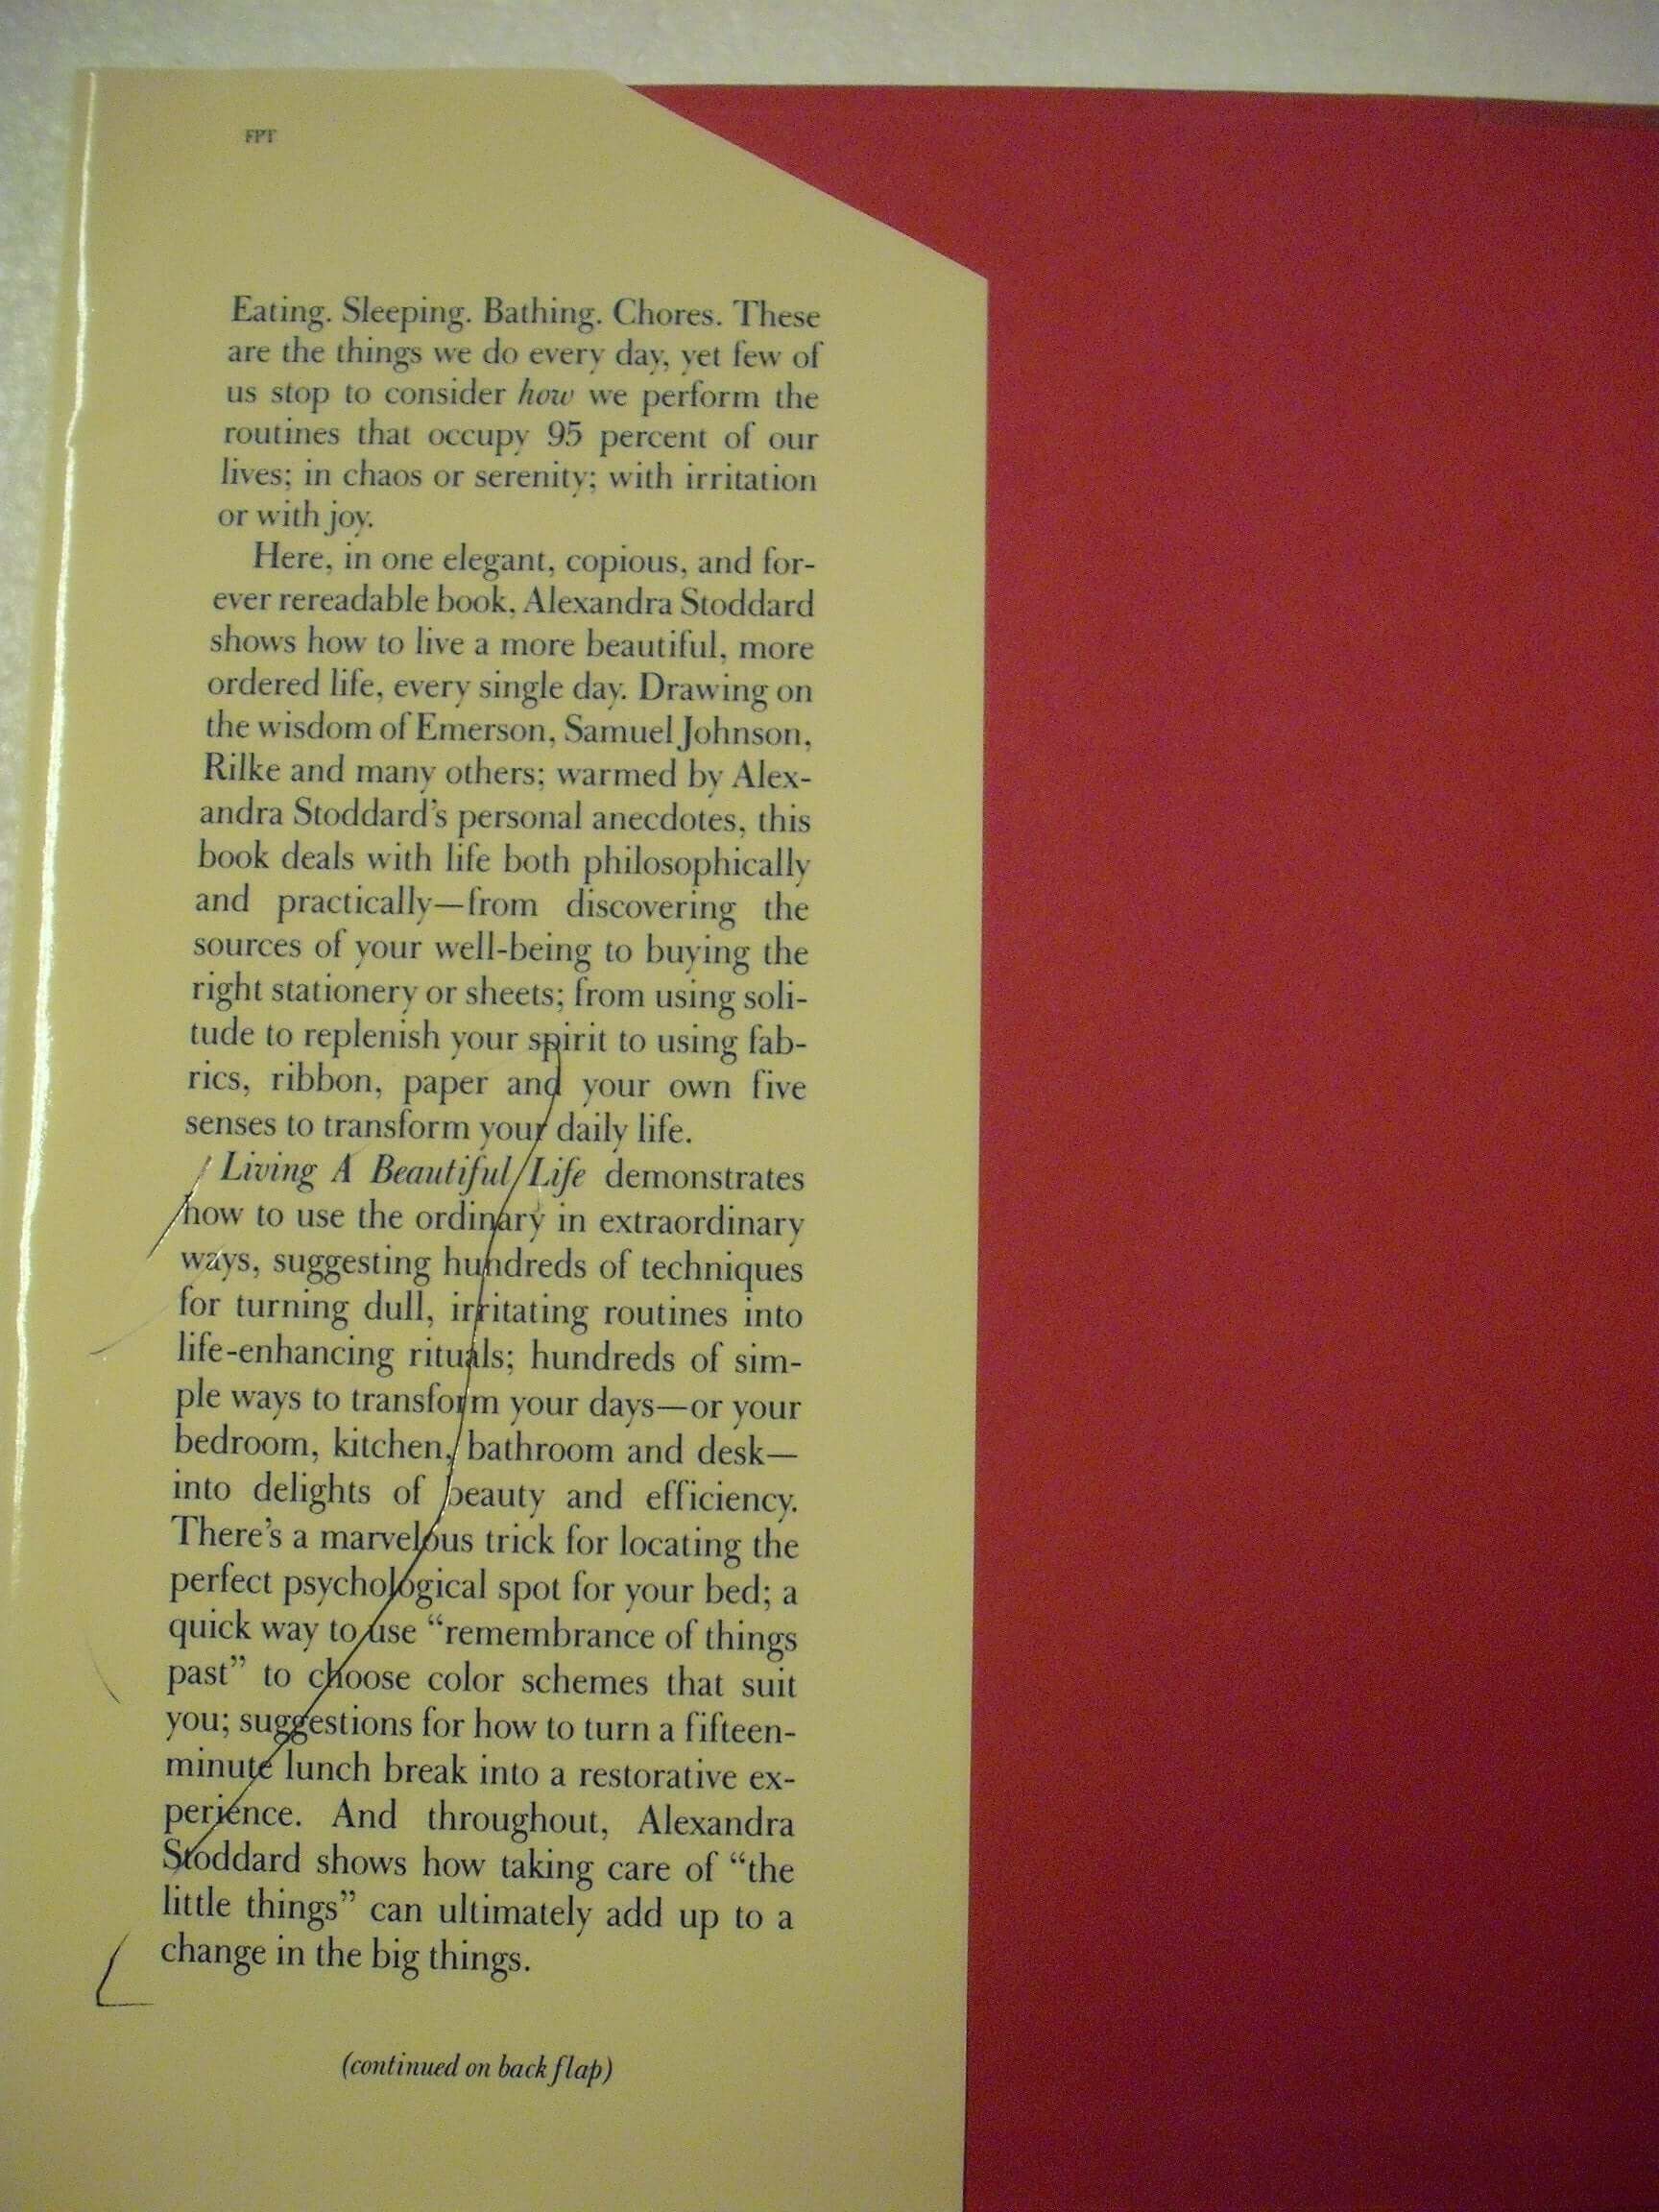 FPT
Eating. Sleeping. Bathing. Chores. These
are the things we do every day, yet few of
us stop to consider how we perform the
routines that occupy 95 percent of our
lives; in chaos or serenity; with irritation
or with joy.
Here, in one elegant, copious, and for-
ever rereadable book, Alexandra Stoddard
shows how to live a more beautiful, more
ordered life, every single day. Drawing on
the wisdom of Emerson, Samuel Johnson,
Rilke and many others; warmed by Alex-
andra Stoddard's personal anecdotes, this
book deals with life both philosophically
and practically—from discovering the
sources of your well-being to buying the
right stationery or sheets; from using soli-
tude to replenish your spirit to using fab-
rics, ribbon, paper and your own five
senses to transform your daily life.
Living A Beautiful Life demonstrates
how to use the ordinary in extraordinary
ways, suggesting hundreds of techniques
for turning dull, irritating routines into
life-enhancing rituals; hundreds of sim-
ple ways to transform your days—or your
bedroom, kitchen, bathroom and desk—
into delights of beauty and efficiency.
There's a marvelous trick for locating the
perfect psychological spot for your bed; a
quick way to use “remembrance of things
past” to choose color schemes that suit
you; suggestions for how to turn a fifteen-
minute lunch break into a restorative ex-
perience. And throughout, Alexandra
Stoddard shows how taking care of “the
little things” can ultimately add up to a
change in the big things.
(continued on back flap)